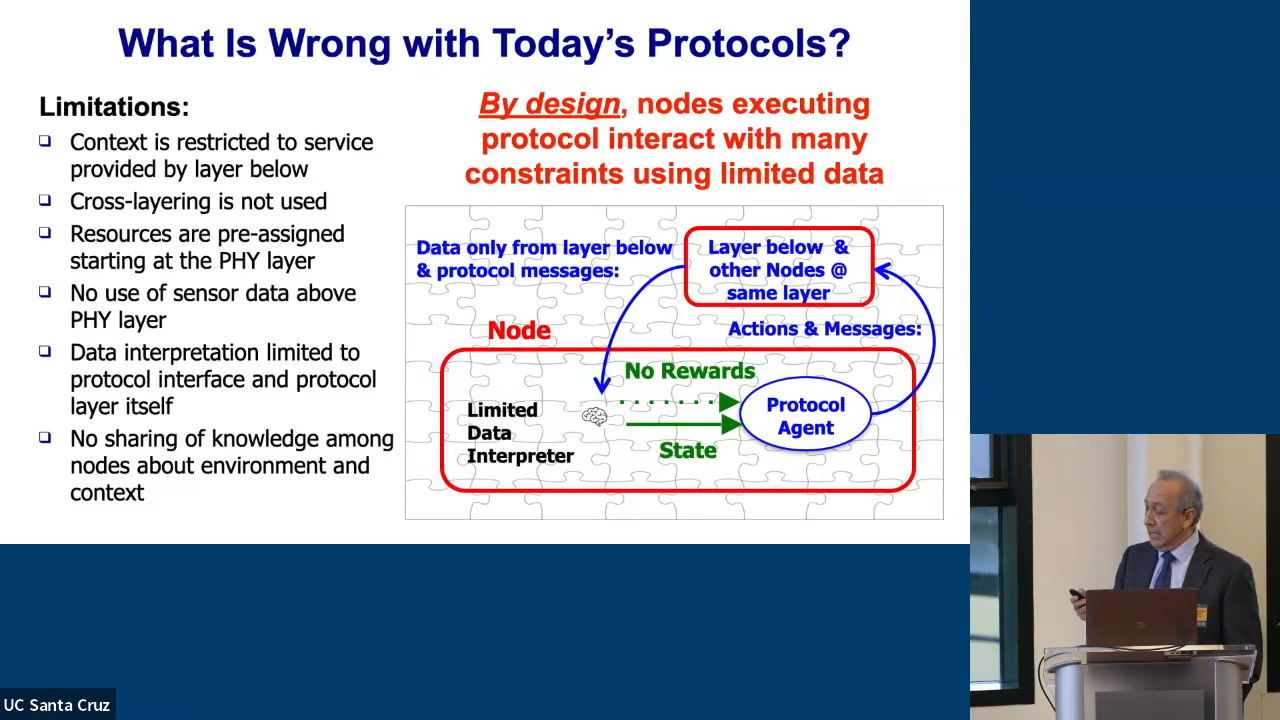 What Is Wrong with Today's Protocols?
Limitations:
Context is restricted to service
provided by layer below
Cross-layering is not used
Resources are pre-assigned
starting at the PHY layer
No use of sensor data above
PHY layer
Data interpretation limited to
protocol interface and protocol
layer itself
No sharing of knowledge among
nodes about environment and
context
By design, nodes executing
protocol interact with many
constraints using limited data
Data only from layer below
& protocol messages:
Layer below &
other Nodes @
same layer
Actions & Messages:
Node
No Rewards
Limited
Data
Interpreter
State
Protocol
Agent
UC Santa Cruz